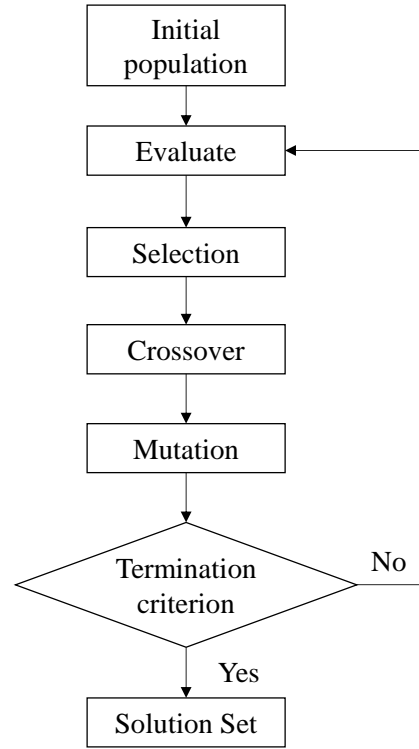 Initial
population
Evaluate
Selection
Crossover
Mutation
Termination
criterion
No
Yes
Solution Set